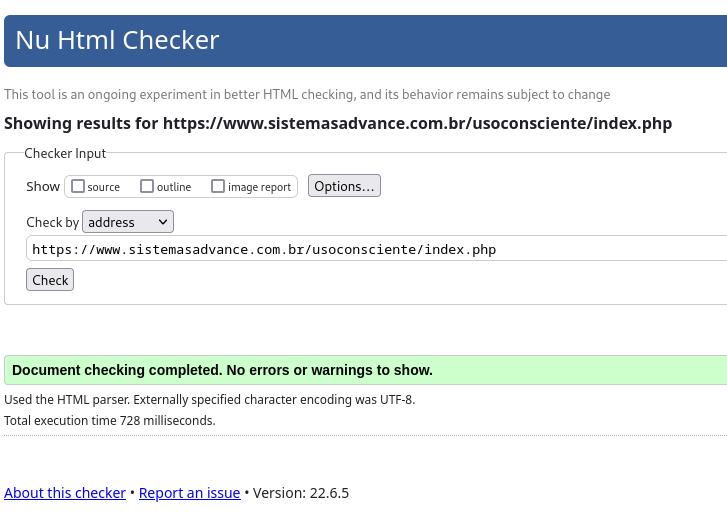 Nu Html Checker
This tool is an ongoing experiment in better HTML checking, and its behavior remains subject to change
Showing results for https://www.sistemasadvance.com.br/usoconsciente/index.php
Checker Input
Show source outline image report Options...
Check by address
https://www.sistemasadvance.com.br/usoconsciente/index.php
Check
Document checking completed. No errors or warnings to show.
Used the HTML parser. Externally specified character encoding was UTF-8.
Total execution time 728 milliseconds.
About this checker • Report an issue • Version: 22.6.5